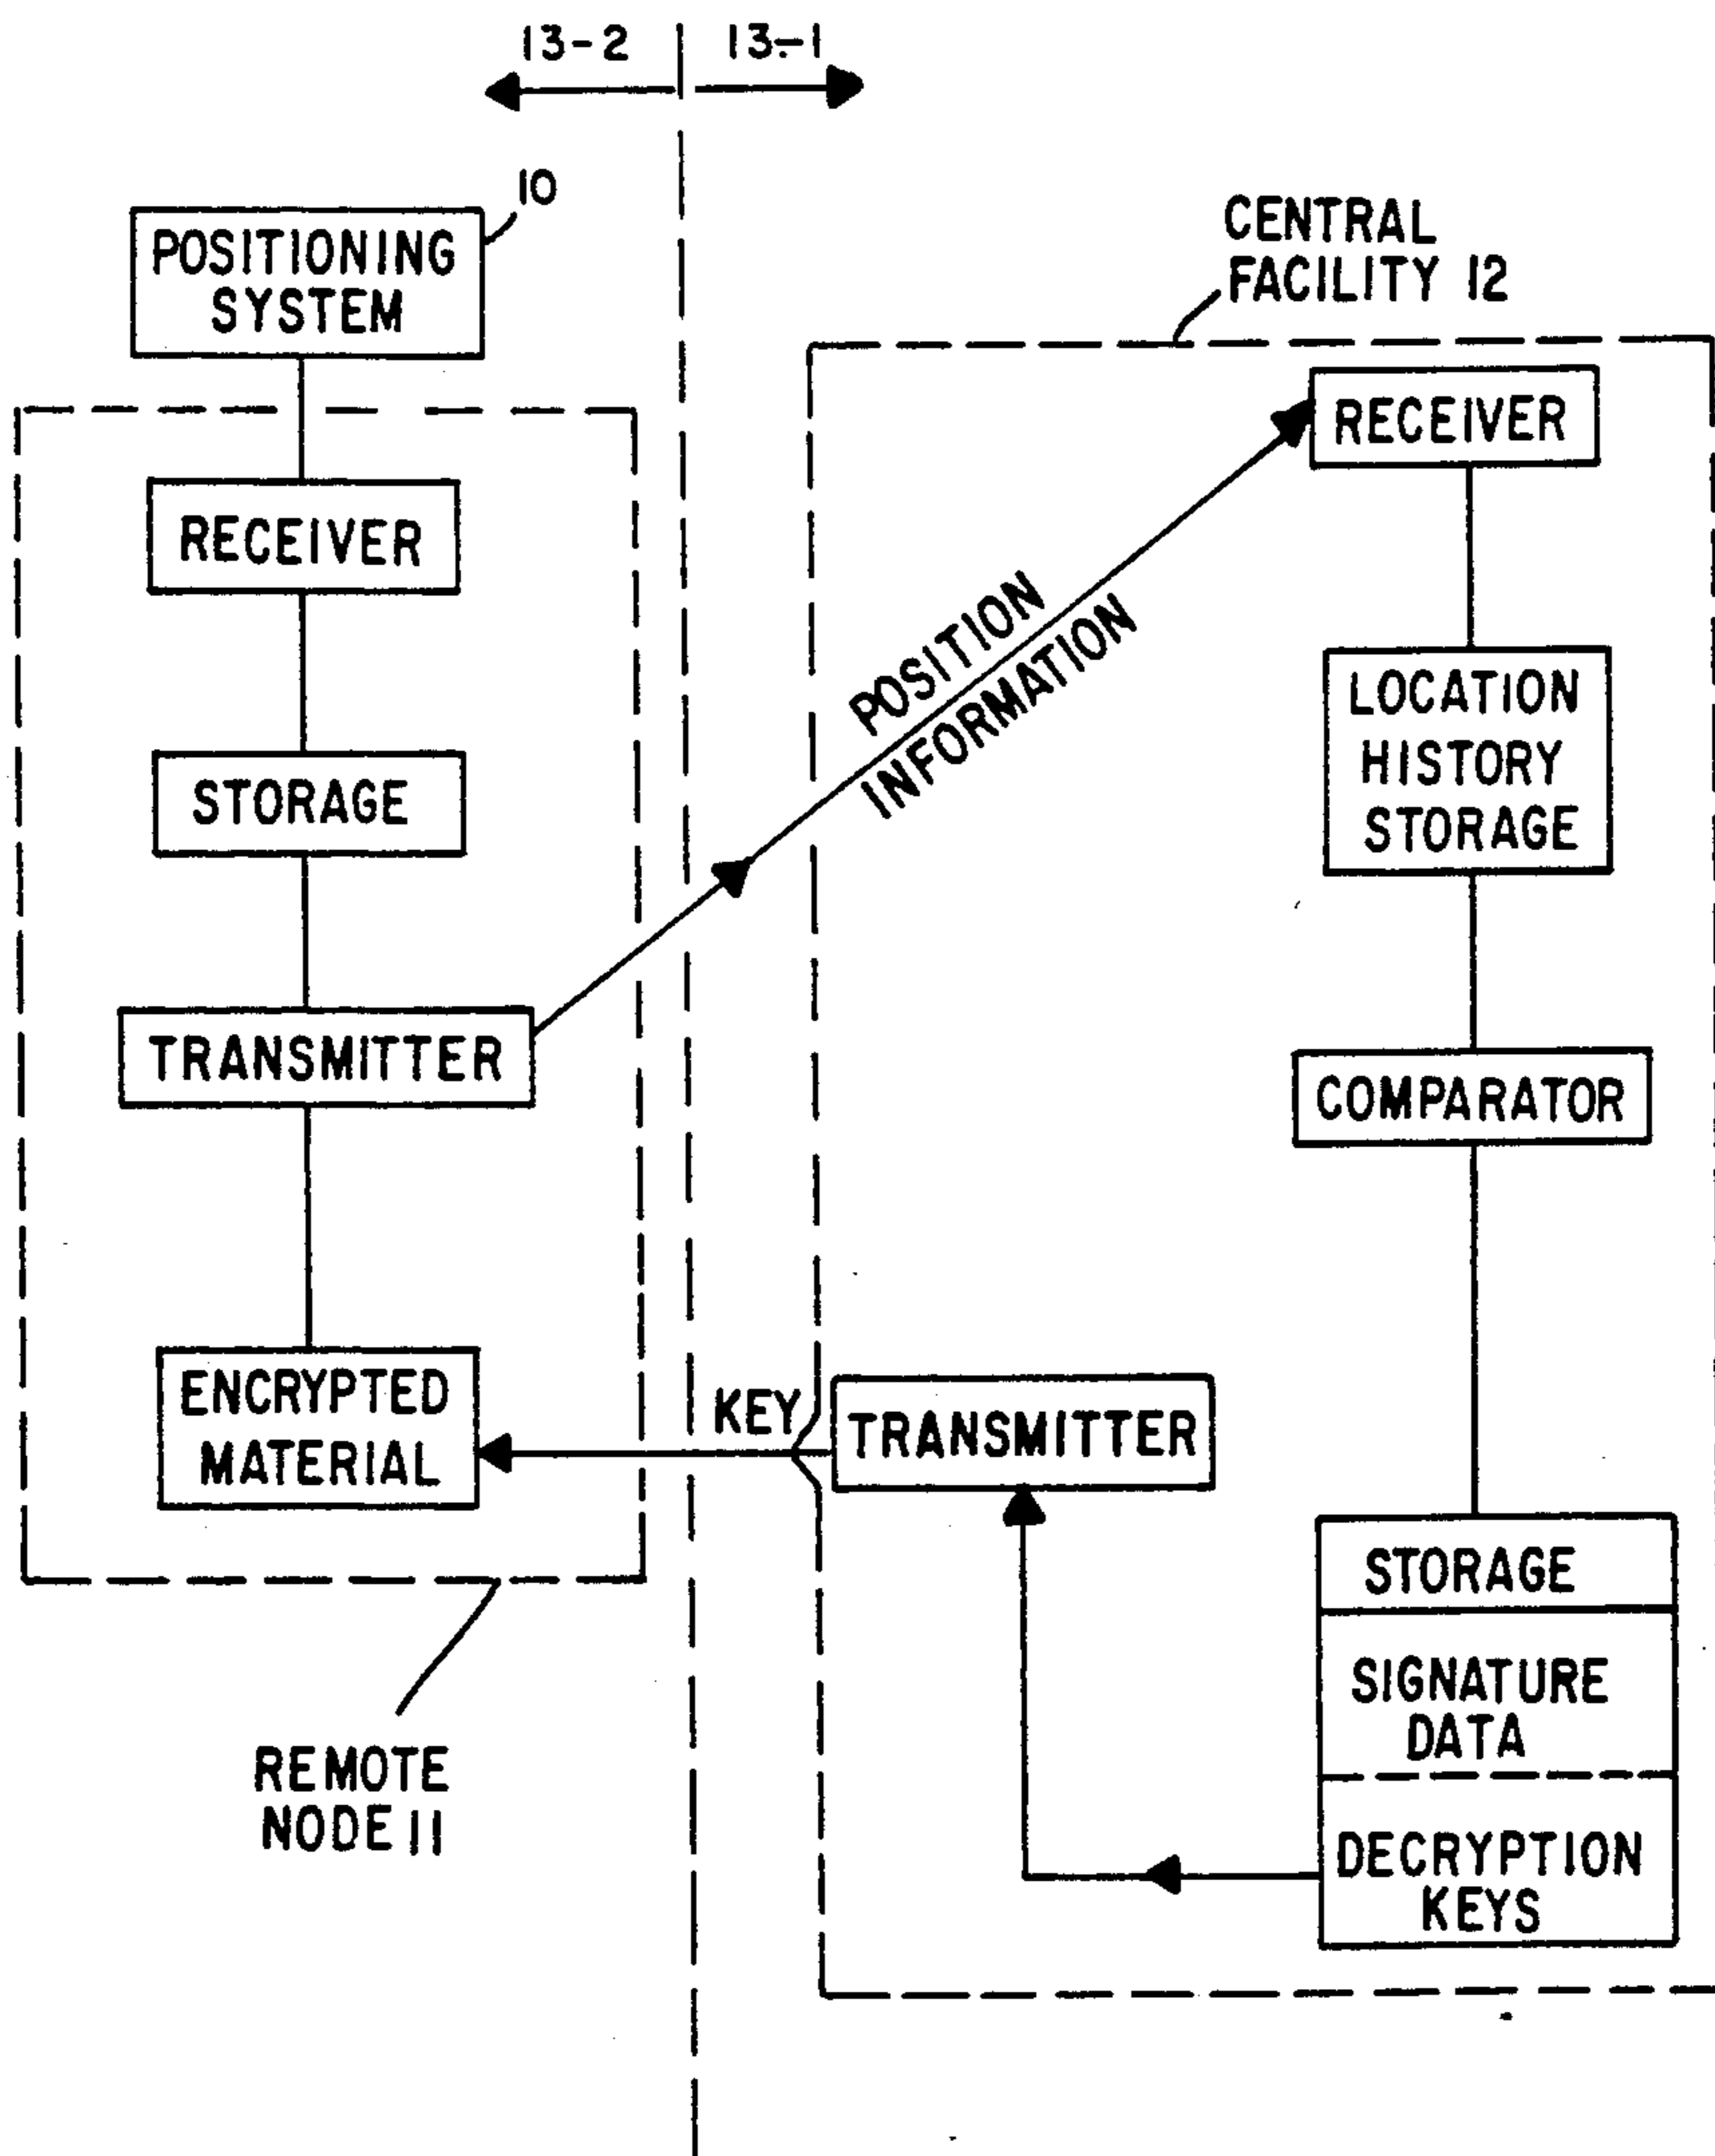 13-2
13-1
10
POSITIONING
SYSTEM
CENTRAL
FACILITY 12
RECEIVER
RECEIVER
POSITION
INFORMATION
LOCATION
HISTORY
STORAGE
STORAGE
TRANSMITTER
COMPARATOR
ENCRYPTED
MATERIAL
KEY
TRANSMITTER
STORAGE
SIGNATURE
DATA
DECRYPTION
KEYS
REMOTE
NODE 11